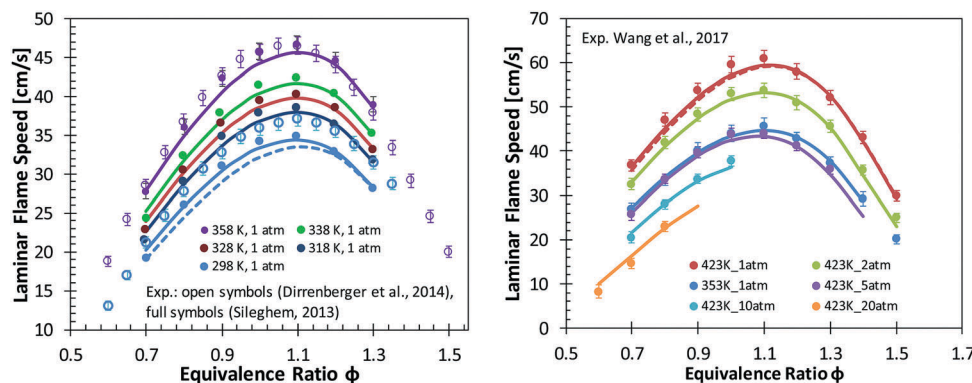 Laminar Flame Speed [cm/s]
50
45
40
35
30
25
20
15
10
358 K, 1 atm
338 K, 1 atm
328 K, 1 atm
318 K, 1 atm
298 K, 1 atm
Exp.: open symbols (Dirrenberger et al., 2014),
full symbols (Sileghem, 2013)
0.5 0.7 0.9 1.1 1.3 1.5
Equivalence Ratio ϕ
Laminar Flame Speed [cm/s]
70
60
50
40
30
20
10
0
Exp. Wang et al., 2017
423K_1atm
423K_2atm
353K_1atm
423K_5atm
423K_10atm
423K_20atm
0.5 0.7 0.9 1.1 1.3 1.5 1.7
Equivalence Ratio ϕ